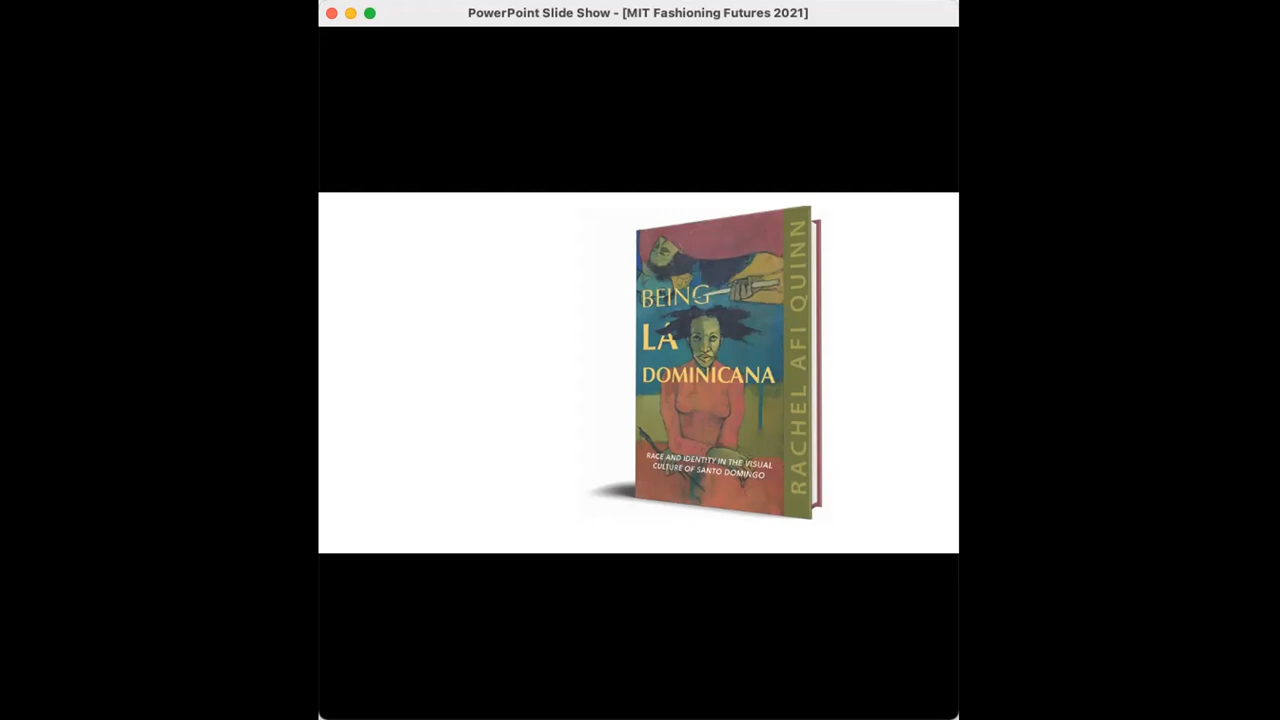 PowerPoint Slide Show - [MIT Fashioning Futures 2021]
BEING
LA
DOMINICANA
RACE AND IDENTITY IN THE VISUAL
CULTURE OF SANTO DOMINGO
RACHEL AFI QUINN